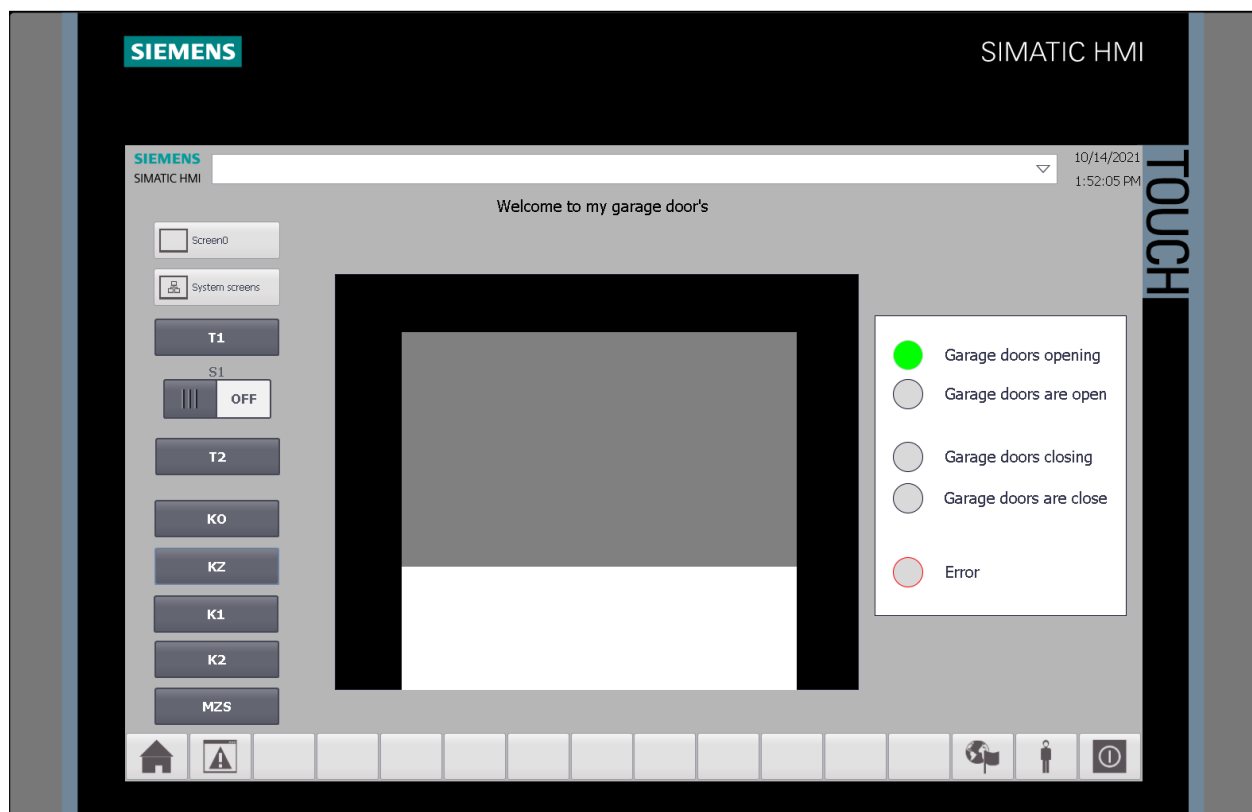 SIEMENS
SIMATIC HMI
SIEMENS
SIMATIC HMI
10/14/2021
1:52:05 PM
TOUCH
Welcome to my garage door's
Screen0
System screens
T1
S1
OFF
T2
KO
KZ
K1
K2
MZS
Garage doors opening
Garage doors are open
Garage doors closing
Garage doors are close
Error